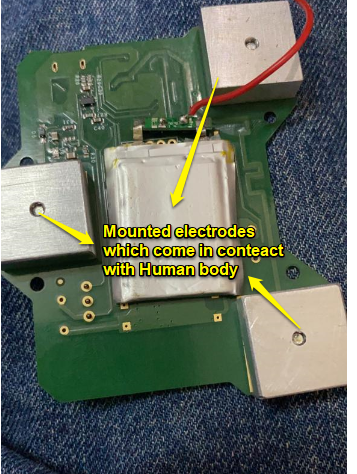 Mounted electrodes
which come in conteact
with Human body